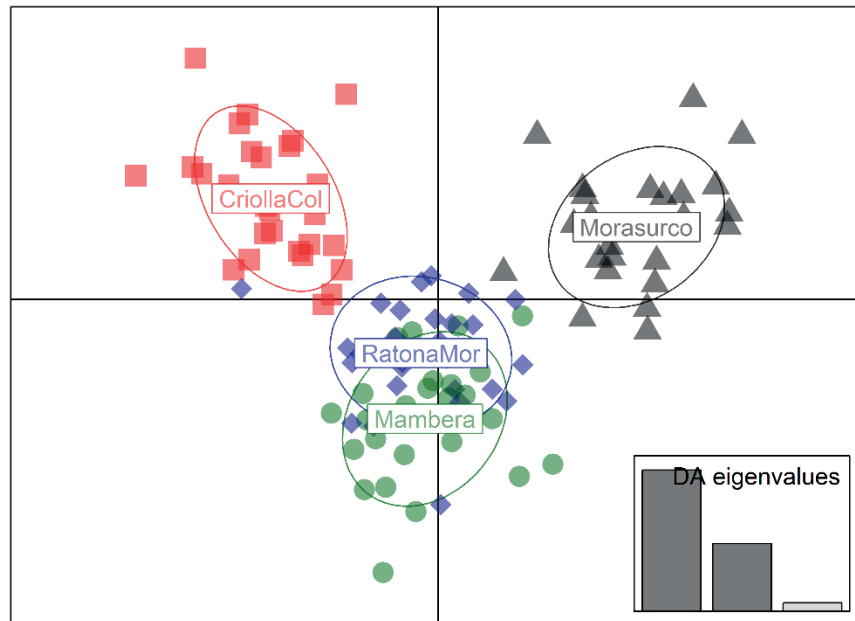 CriollaCol
Morasurco
RatonaMor
Mambera
DA eigenvalues